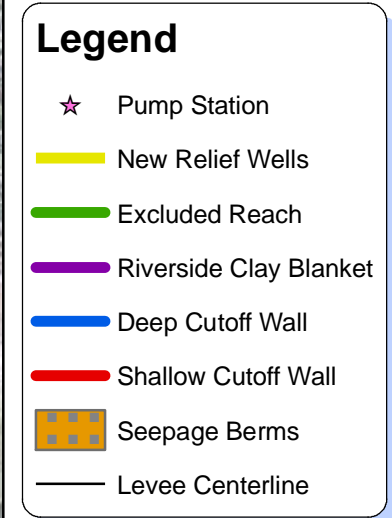 Legend
Pump Station
New Relief Wells
Excluded Reach
Riverside Clay Blanket
Deep Cutoff Wall
Shallow Cutoff Wall
Seepage Berms
Levee Centerline